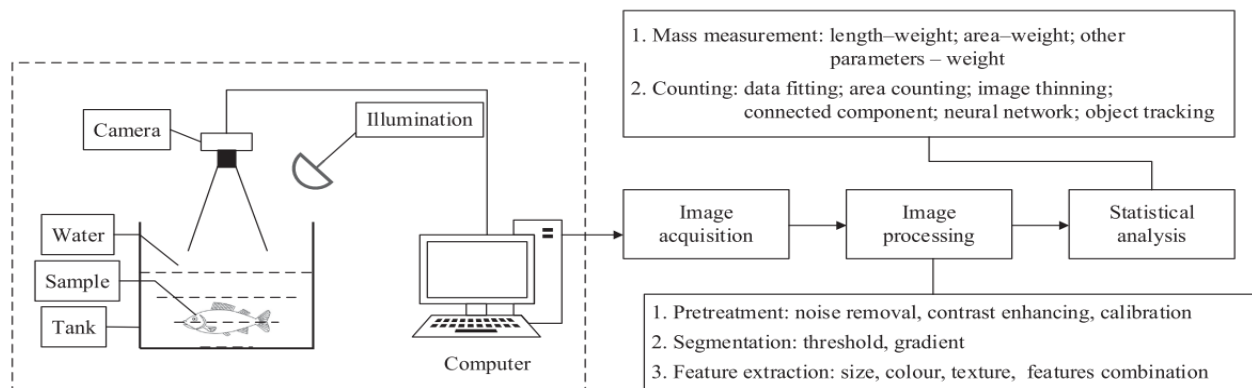 1. Mass measurement: length–weight; area–weight; other
parameters – weight
2. Counting: data fitting; area counting; image thinning;
connected component; neural network; object tracking
Camera
Illumination
Water
Sample
Tank
Computer
Image
acquisition
Image
processing
Statistical
analysis
1. Pretreatment: noise removal, contrast enhancing, calibration
2. Segmentation: threshold, gradient
3. Feature extraction: size, colour, texture, features combination